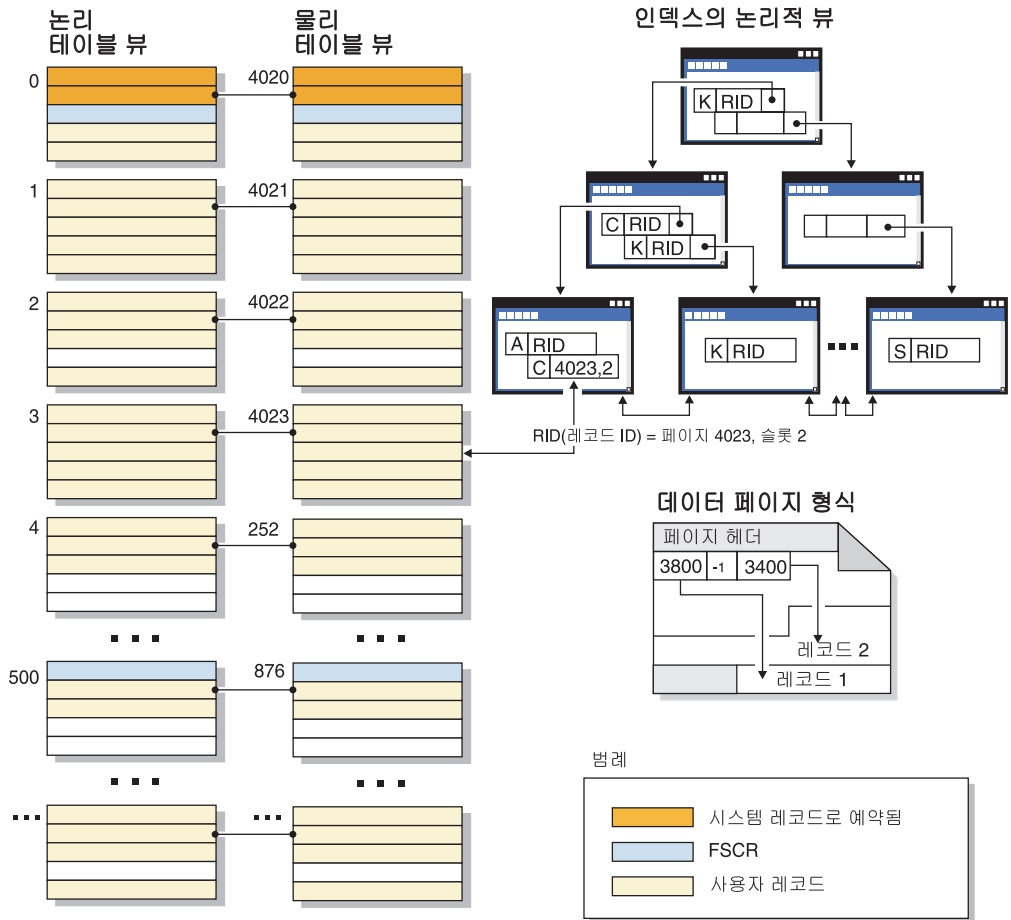 논리
테이블 뷰
물리
테이블 뷰
0
4020
1
4021
2
4022
3
4023
4
252
500
876
인덱스의 논리적 뷰
K RID
C RID
K RID
A RID
C 4023,2
K RID
S RID
RID(레코드 ID) = 페이지 4023, 슬롯 2
데이터 페이지 형식
페이지 헤더
3800 -1 3400
레코드 2
레코드 1
범례
시스템 레코드로 예약됨
FSCR
사용자 레코드